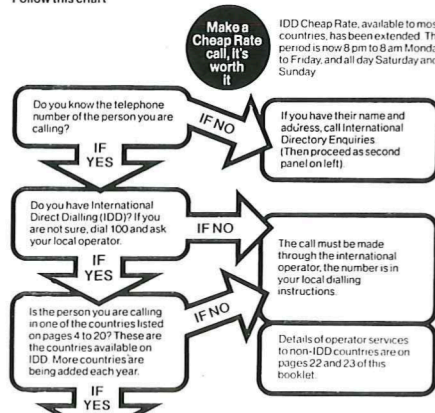 Follow this chart
Make a
Cheap Rate
call, it's
worth
it
IDD Cheap Rate, available to
countries, has been extended
period is now 8 pm to 8 am
to Friday, and all day Saturday
Sunday
Do you know the telephone
number of the person you are
calling?
IF NO
If you have their name and
address, call International
Directory Enquiries
(Then proceed as second
panel on left)
IF
YES
Do you have International
Direct Dialling (IDD)? If you
are not sure, dial 100 and ask
your local operator.
IF NO
The call must be made
through the international
operator, the number is in
your local dialling
instructions.
IF
YES
Is the person you are calling
in one of the countries listed
on pages 4 to 20? These are
the countries available on
IDD. More countries are
being added each year.
IF NO
Details of operator services
to non-IDD countries are on
pages 22 and 23 of this
booklet.
IF
YES